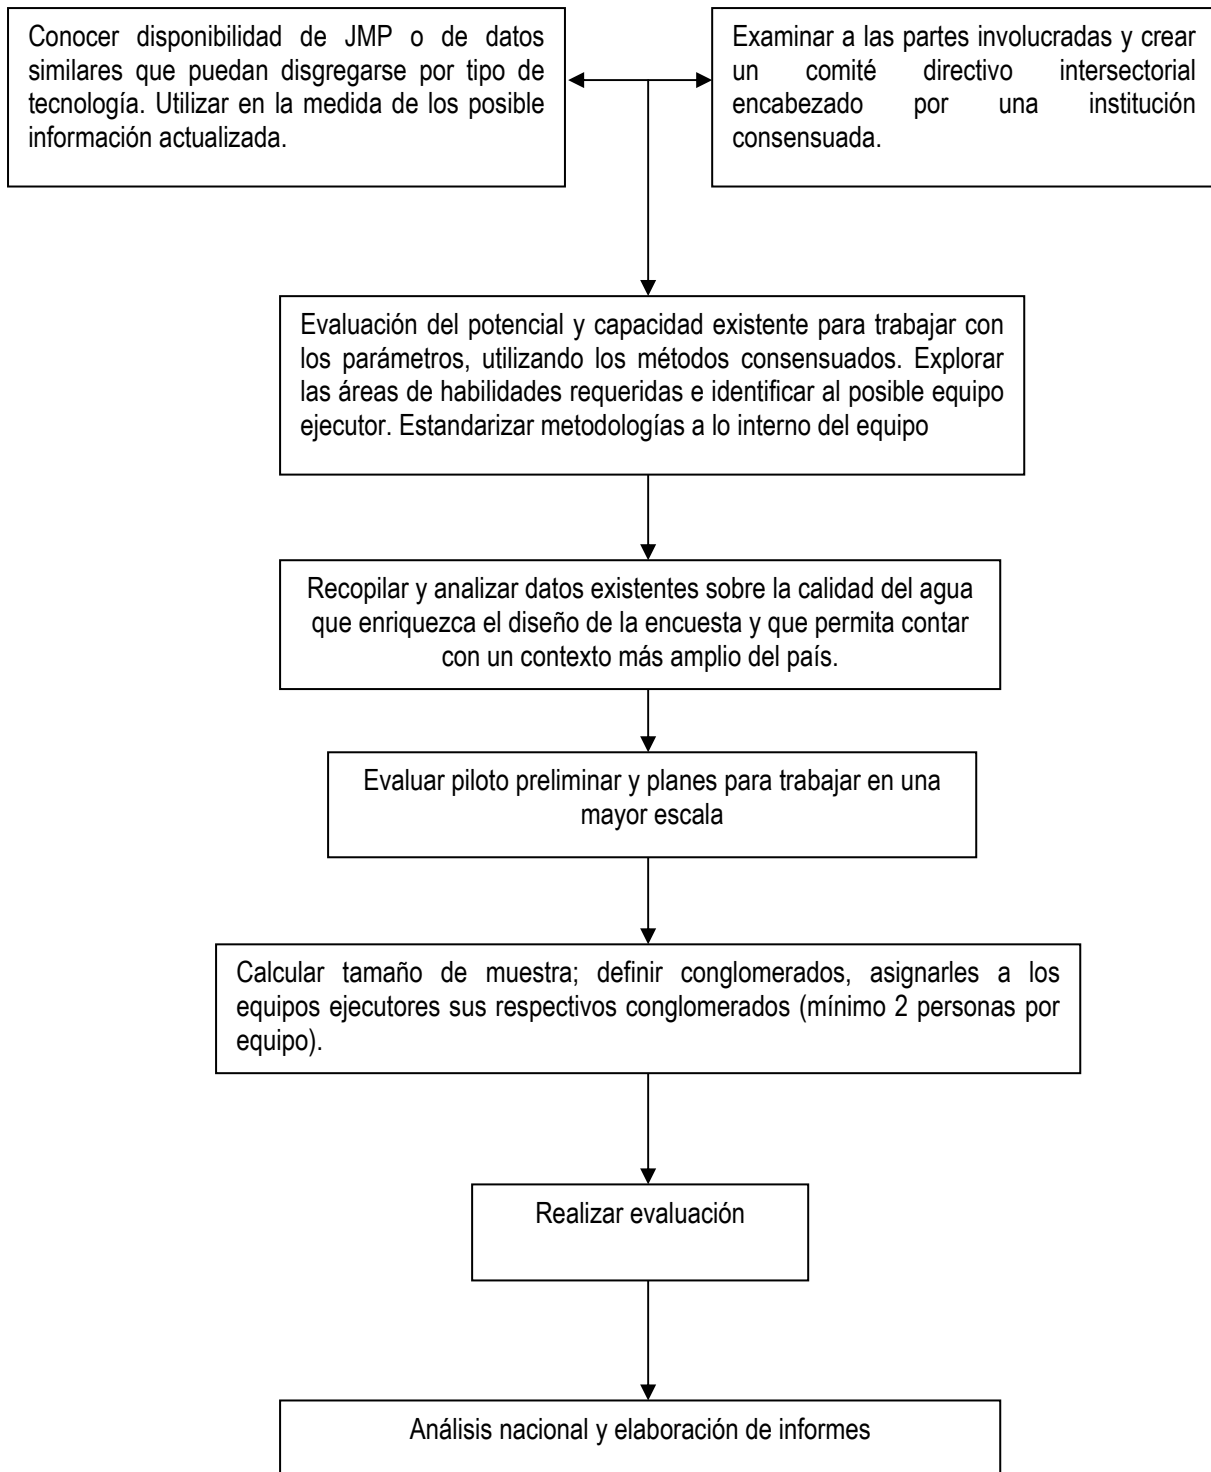 Conocer disponibilidad de JMP o de datos
similares que puedan disgregarse por tipo de
tecnología. Utilizar en la medida de los posible
información actualizada.
Examinar a las partes involucradas y crear
un comité directivo intersectorial
encabezado por una institución
consensuada.
Evaluación del potencial y capacidad existente para trabajar con
los parámetros, utilizando los métodos consensuados. Explorar
las áreas de habilidades requeridas e identificar al posible equipo
ejecutor. Estandarizar metodologías a lo interno del equipo
Recopilar y analizar datos existentes sobre la calidad del agua
que enriquezca el diseño de la encuesta y que permita contar
con un contexto más amplio del país.
Evaluar piloto preliminar y planes para trabajar en una
mayor escala
Calcular tamaño de muestra; definir conglomerados, asignarles a los
equipos ejecutores sus respectivos conglomerados (mínimo 2 personas por
equipo).
Realizar evaluación
Análisis nacional y elaboración de informes